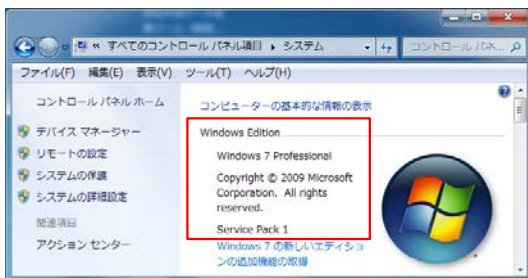 « すべてのコントロール パネル項目 ▸ システム
コントロール パネ...
ファイル(F) 編集(E) 表示(V) ツール(T) ヘルプ(H)
コントロール パネル ホーム
デバイス マネージャー
リモートの設定
システムの保護
システムの詳細設定
関連項目
アクション センター
コンピューターの基本的な情報の表示
Windows Edition
Windows 7 Professional
Copyright © 2009 Microsoft
Corporation. All rights
reserved.
Service Pack 1
Windows 7 の新しいエディショ
ンの追加機能の取得